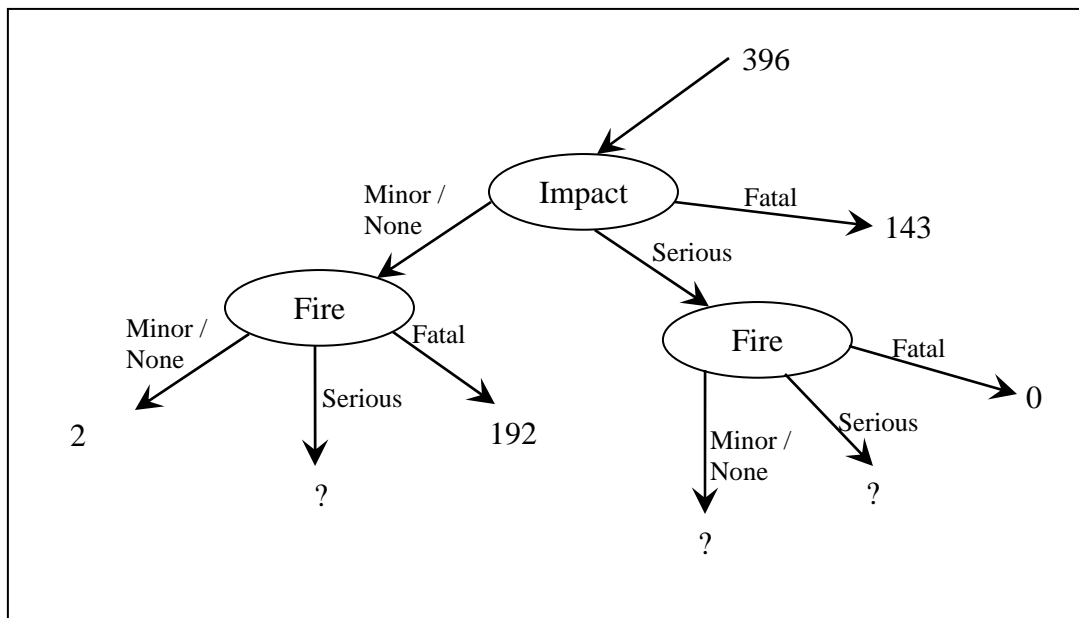 396
Impact
Minor /
None
Fatal
143
Serious
Fire
Minor /
None
Fatal
Serious
2
192
?
Fire
Fatal
0
Serious
Minor /
None
?
?